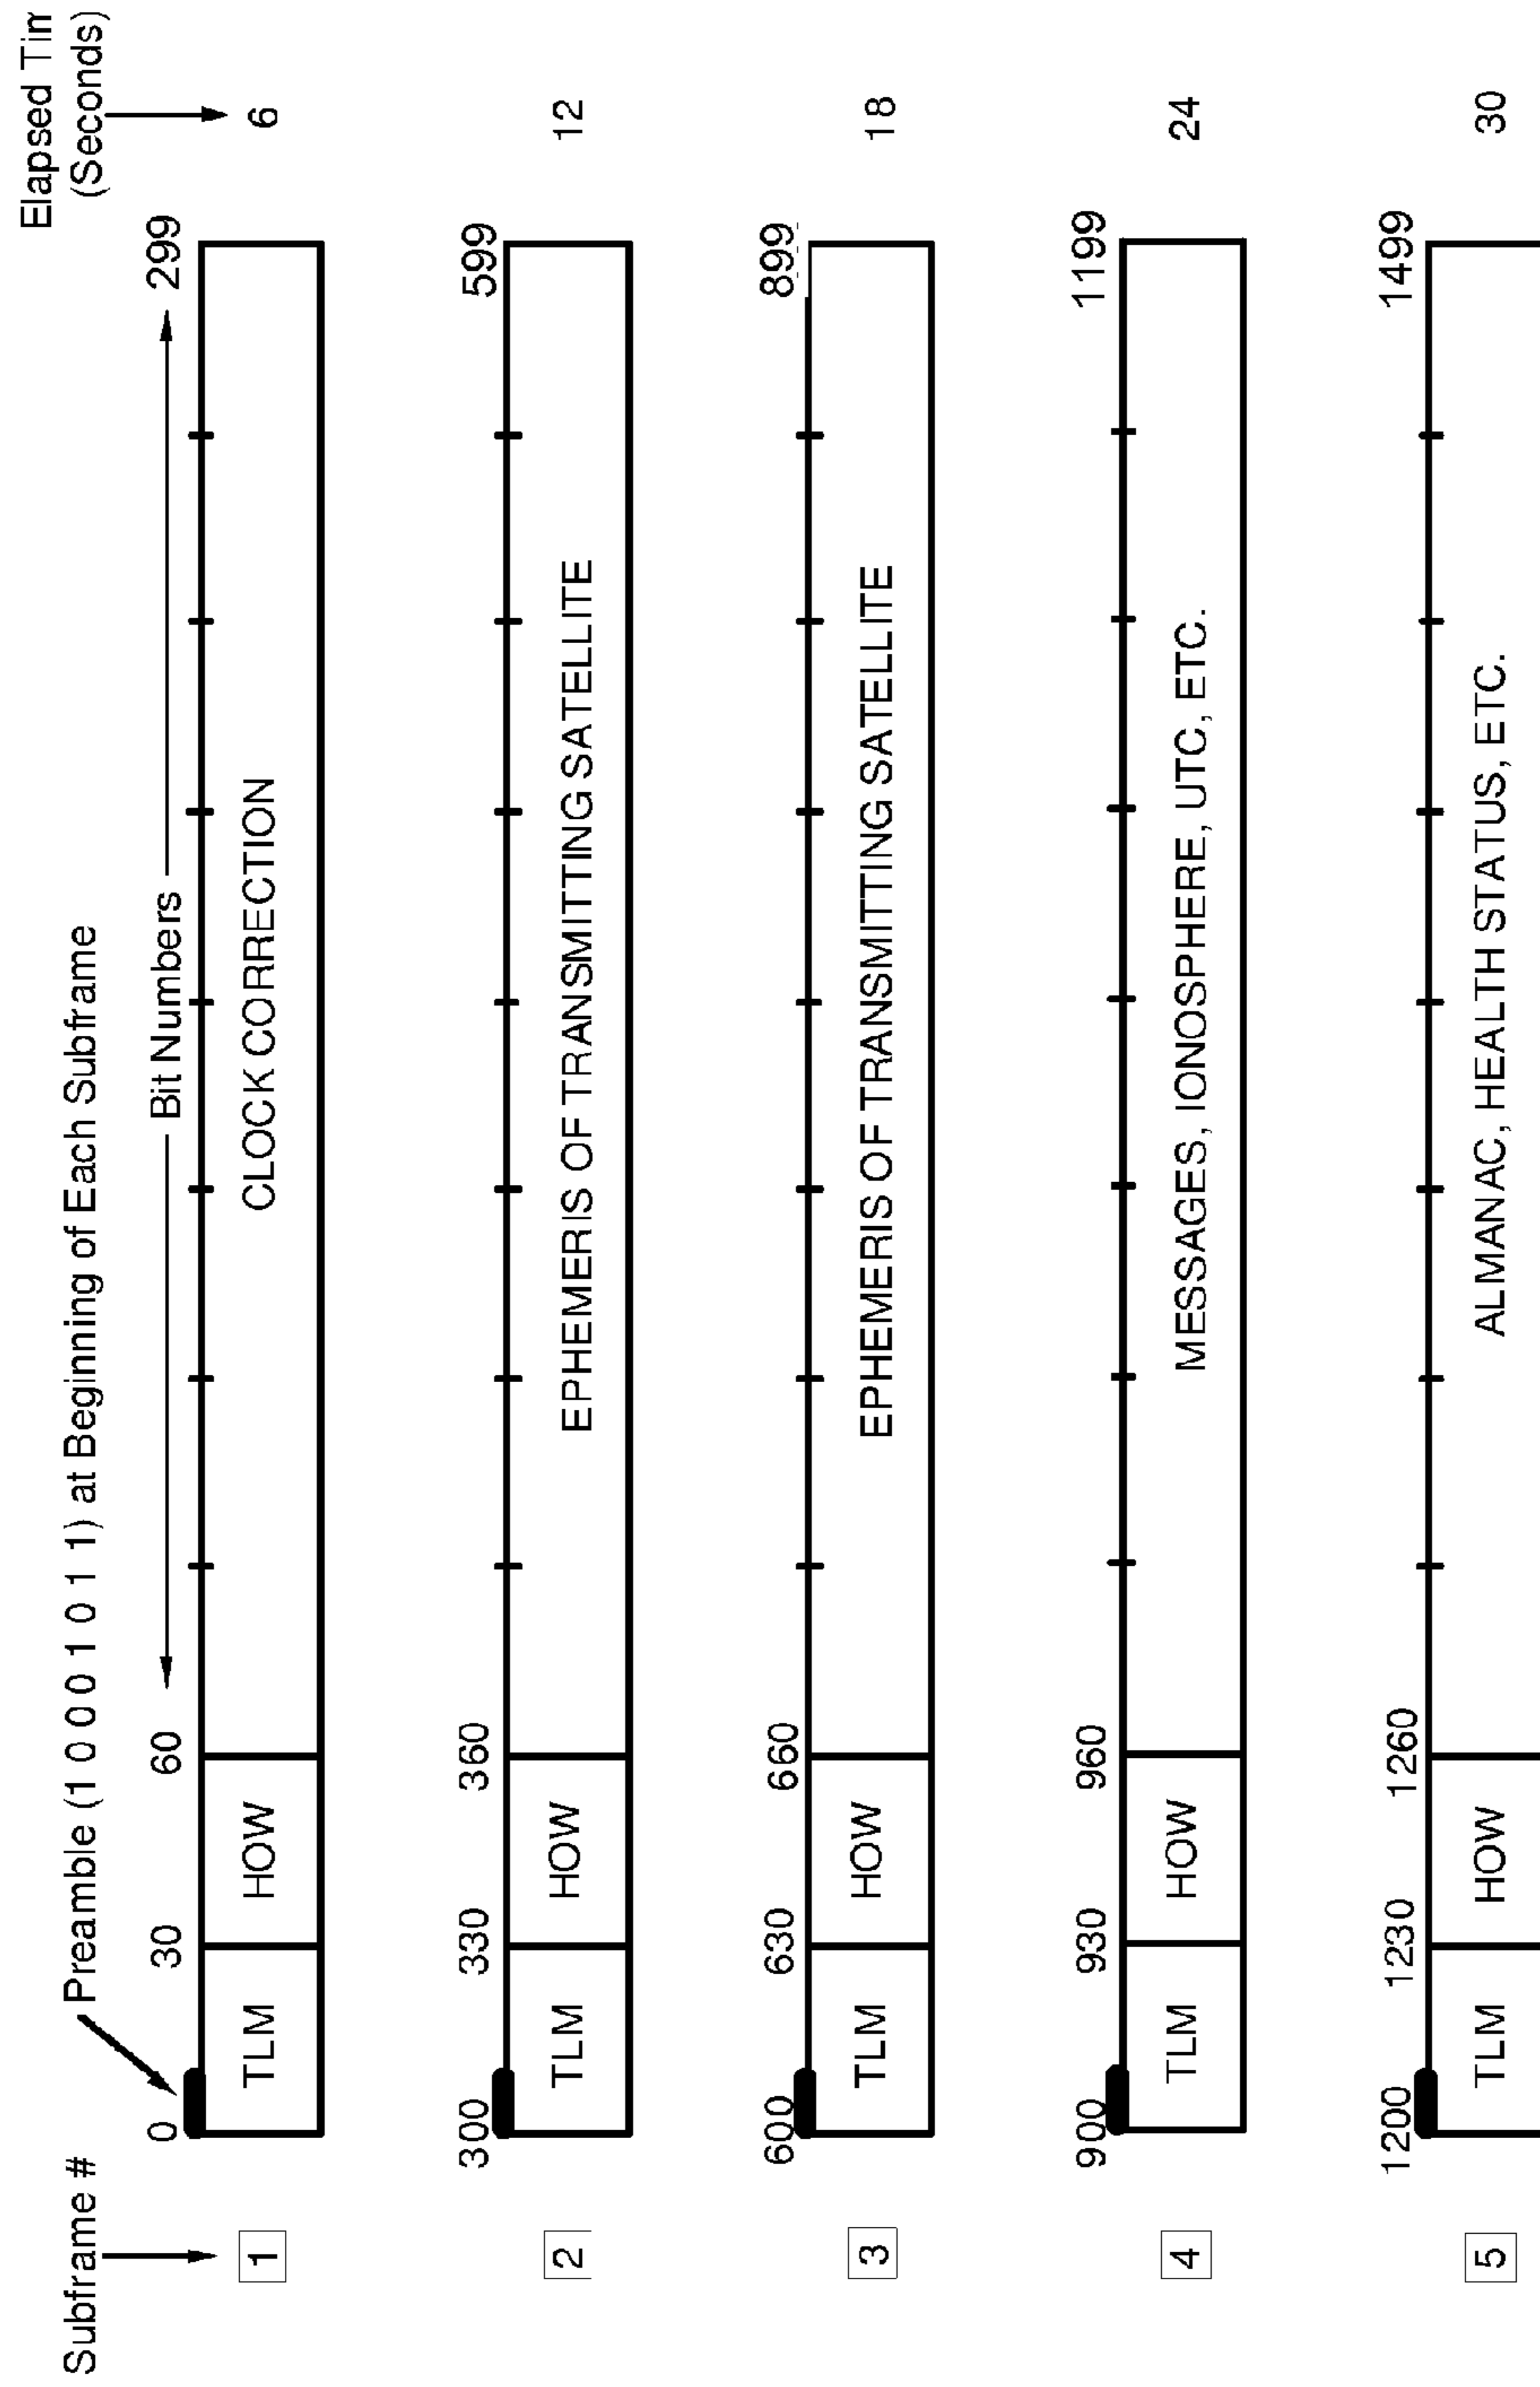 Subframe #
Preamble (1 0 0 0 1 0 1 1) at Beginning of Each Subframe
Elapsed Tim
(Seconds)
0 30 60 Bit Numbers 299
1 TLM HOW CLOCK CORRECTION 6
300 330 360 599
2 TLM HOW EPHEMERIS OF TRANSMITTING SATELLITE 12
600 630 660 899
3 TLM HOW EPHEMERIS OF TRANSMITTING SATELLITE 18
900 930 960 1199
4 TLM HOW MESSAGES, IONOSPHERE, UTC, ETC. 24
1200 1230 1260 1499
5 TLM HOW ALMANAC, HEALTH STATUS, ETC. 30